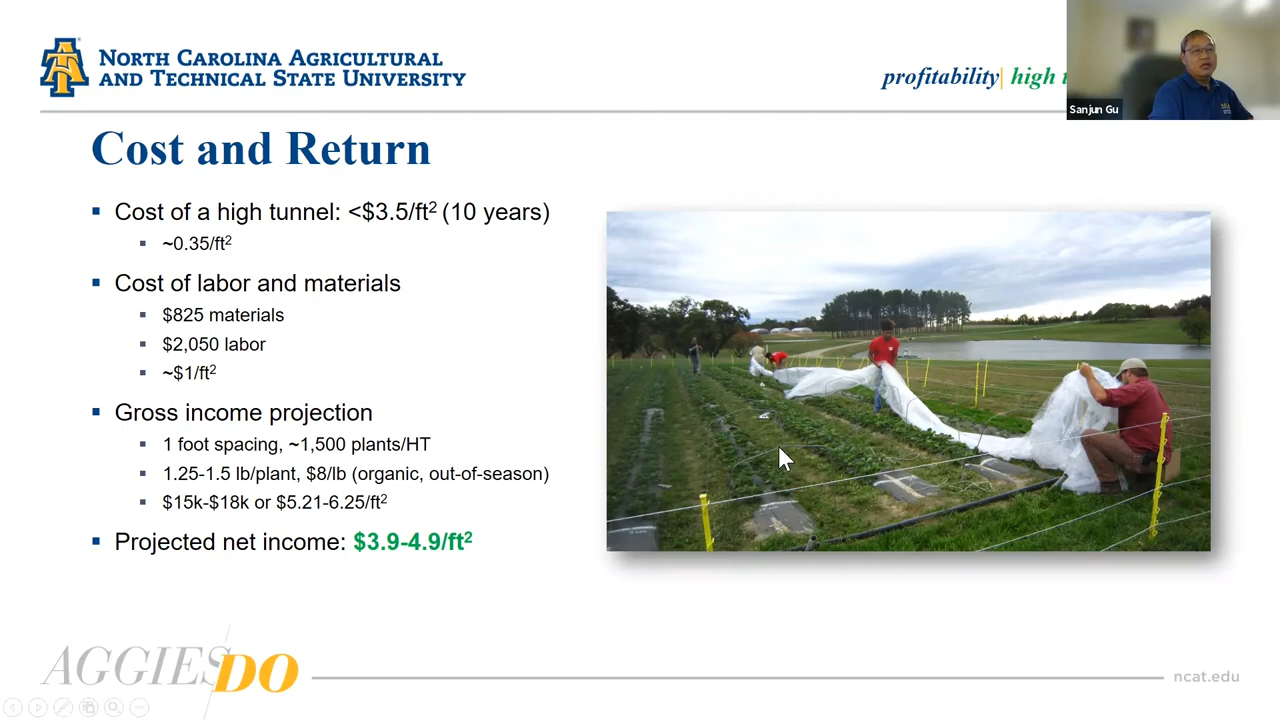 NORTH CAROLINA AGRICULTURAL
AND TECHNICAL STATE UNIVERSITY
profitability| high
Sanjun Gu
Cost and Return
Cost of a high tunnel: <$3.5/ft² (10 years)
~0.35/ft²
Cost of labor and materials
$825 materials
$2,050 labor
~$1/ft²
Gross income projection
1 foot spacing, ~1,500 plants/HT
1.25-1.5 lb/plant, $8/lb (organic, out-of-season)
$15k-$18k or $5.21-6.25/ft²
Projected net income: $3.9-4.9/ft²
AGGIES DO
ncat.edu